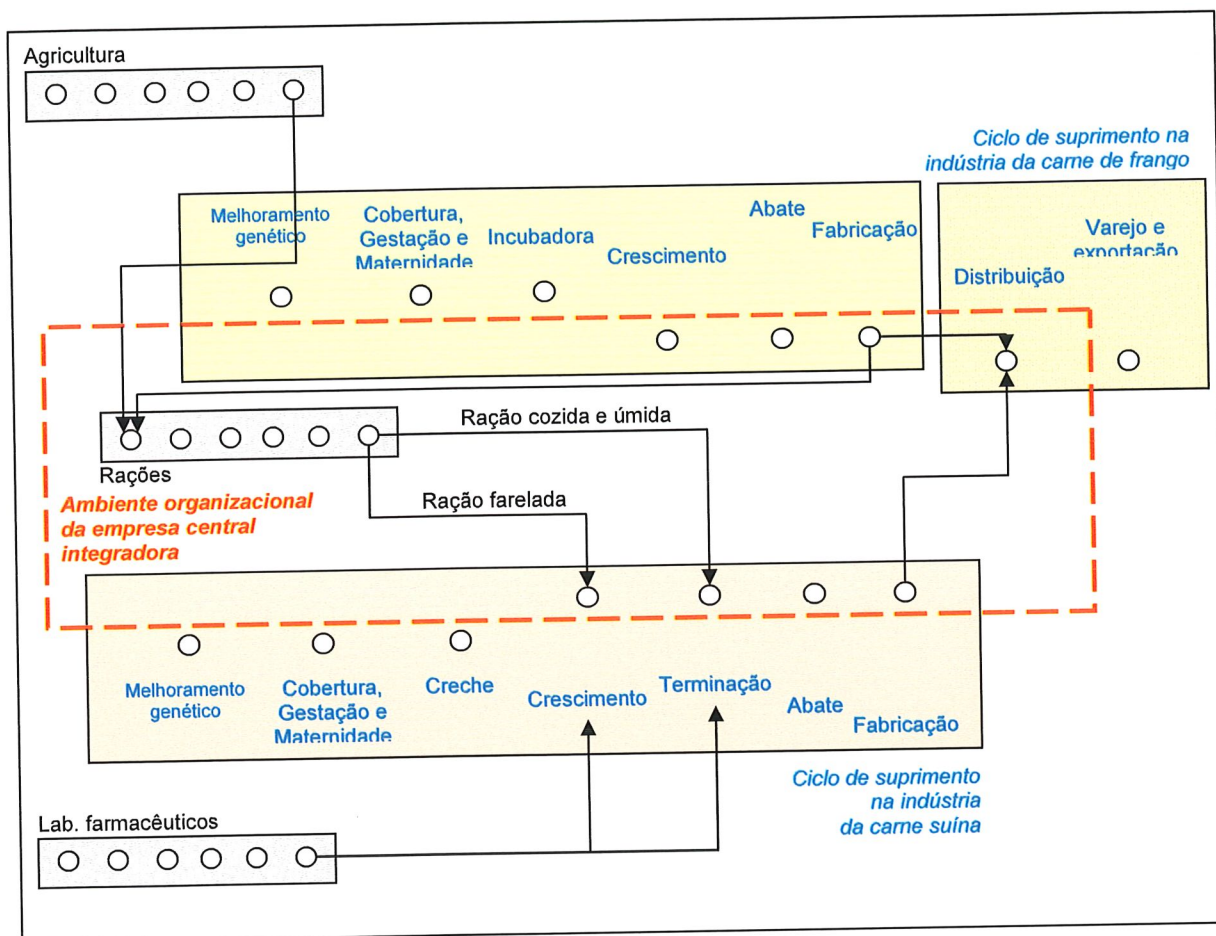 Agricultura
Ciclo de suprimento na
indústria da carne de frango
Melhoramento
genético
Cobertura,
Gestação e
Maternidade
Incubadora
Crescimento
Abate
Fabricação
Distribuição
Varejo e
exportação
Ração cozida e úmida
Rações
Ração farelada
Ambiente organizacional
da empresa central
integradora
Melhoramento
genético
Cobertura,
Gestação e
Maternidade
Creche
Crescimento
Terminação
Abate
Fabricação
Ciclo de suprimento
na indústria
da carne suína
Lab. farmacêuticos